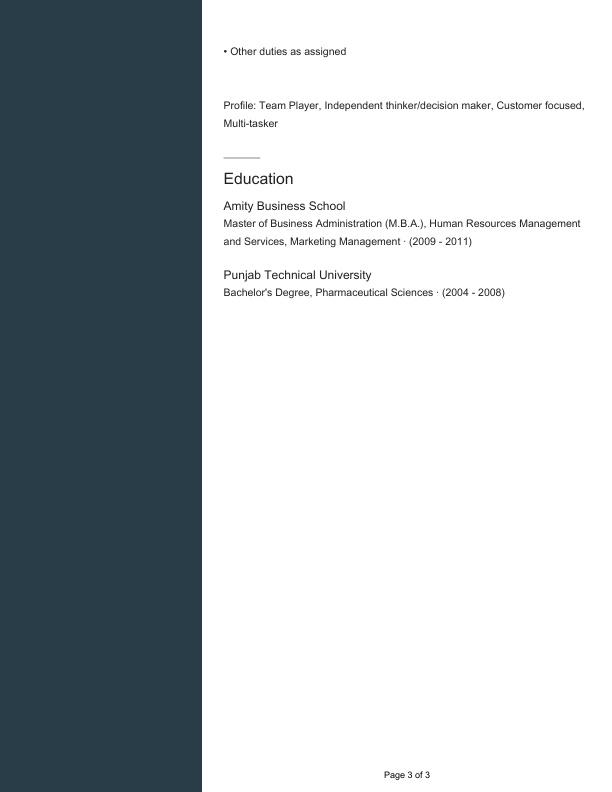 • Other duties as assigned
Profile: Team Player, Independent thinker/decision maker, Customer focused,
Multi-tasker
Education
Amity Business School
Master of Business Administration (M.B.A.), Human Resources Management
and Services, Marketing Management · (2009 - 2011)
Punjab Technical University
Bachelor's Degree, Pharmaceutical Sciences · (2004 - 2008)
Page 3 of 3